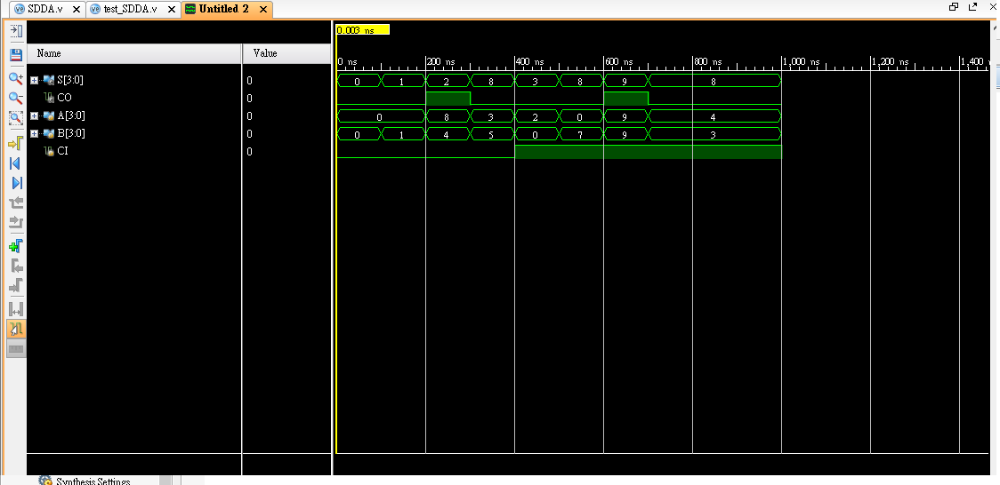 SDDA.v test_SDDA.v Untitled 2
0.003 ns
Name Value
0 ns 200 ns 400 ns 600 ns 800 ns 1,000 ns 1,200 ns 1,400
S[3:0] 0 0 1 2 8 3 8 9 8
CO 0
A[3:0] 0 0 8 3 2 0 9 4
B[3:0] 0 0 1 4 5 0 7 9 3
CI 0
Synthesis Settings